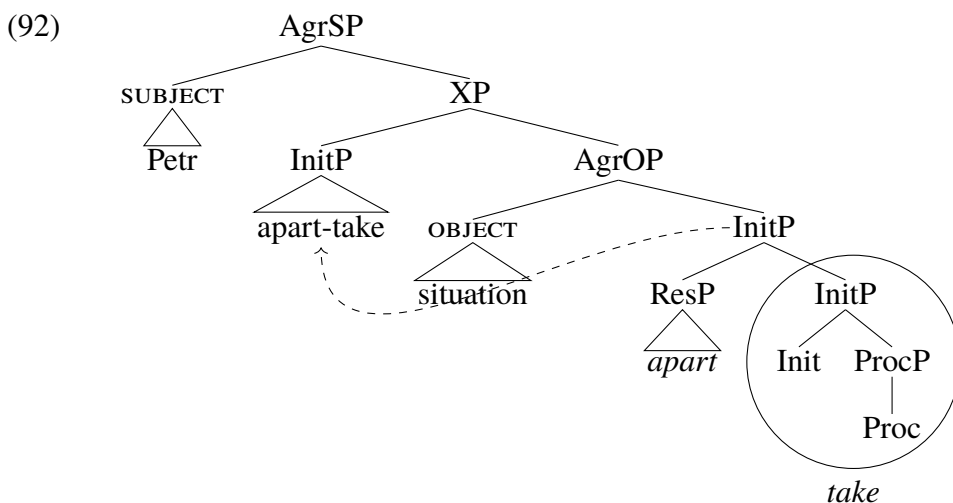 (92) AgrSP
SUBJECT XP
Petr InitP AgrOP
apart-take OBJECT InitP
situation ResP InitP
apart Init ProcP
Proc
take